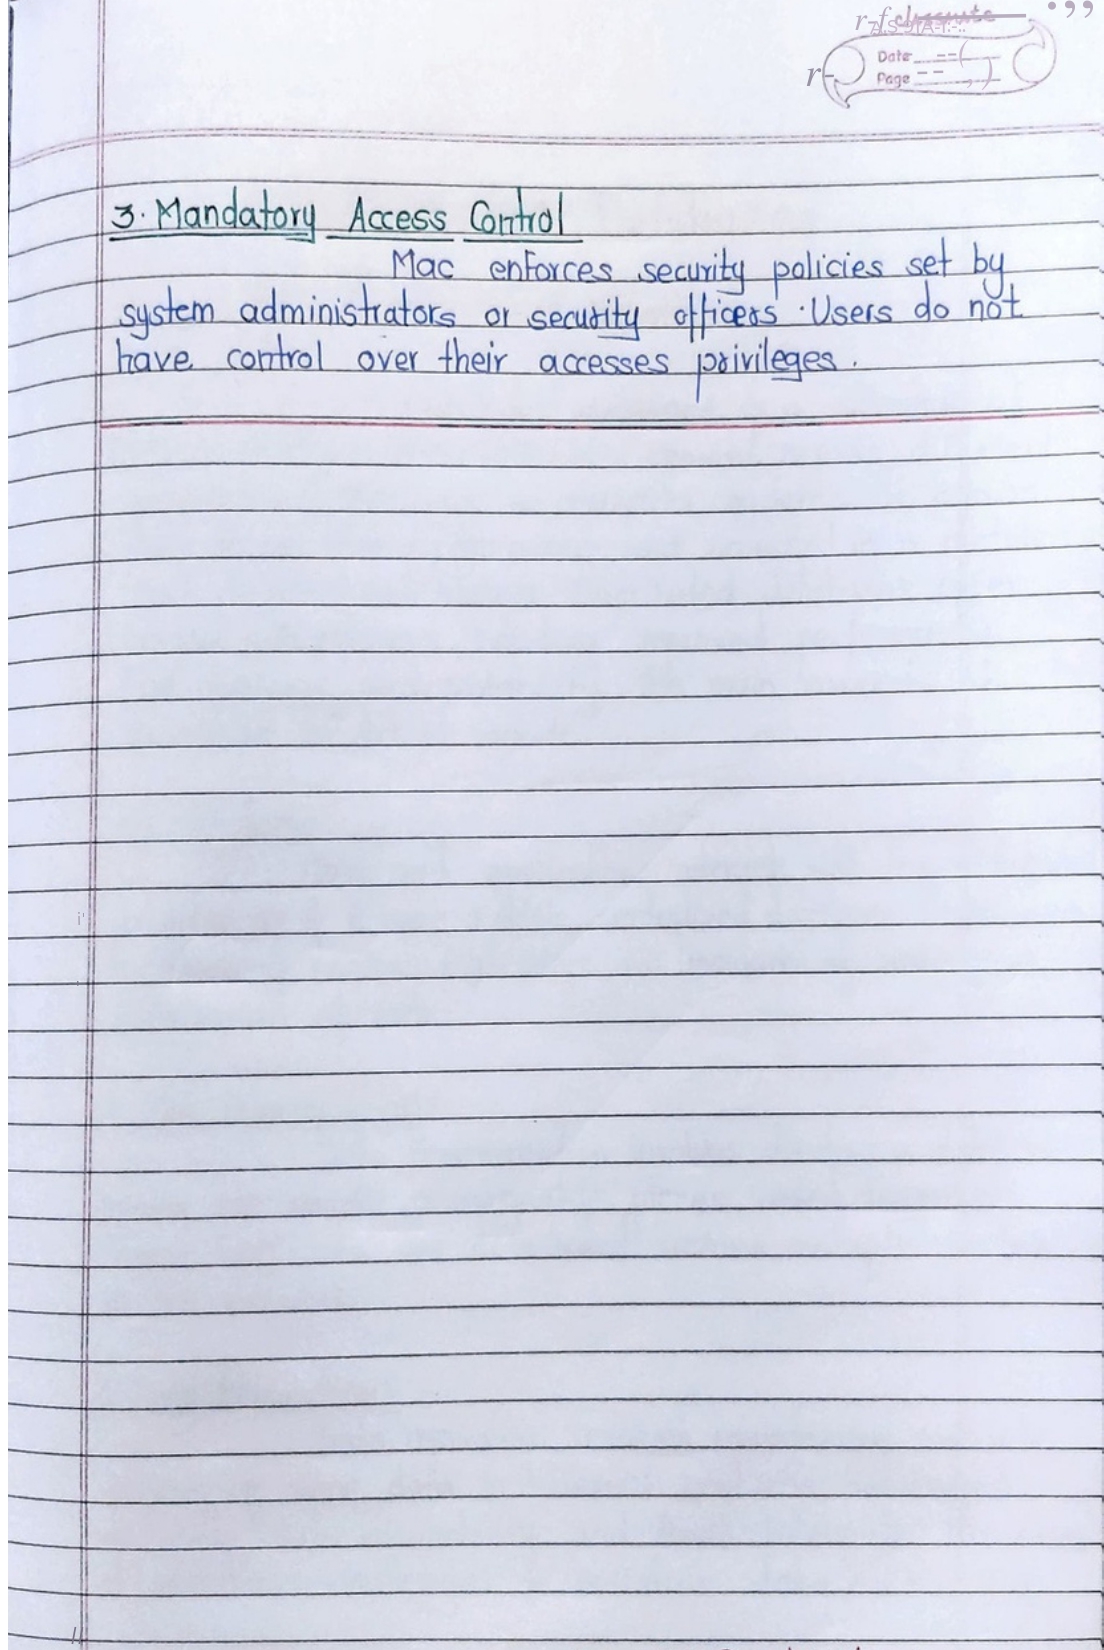 Date
Page
3. Mandatory Access Control
Mac enforces security policies set by
system administrators or security officers. Users do not
have control over their accesses privileges.